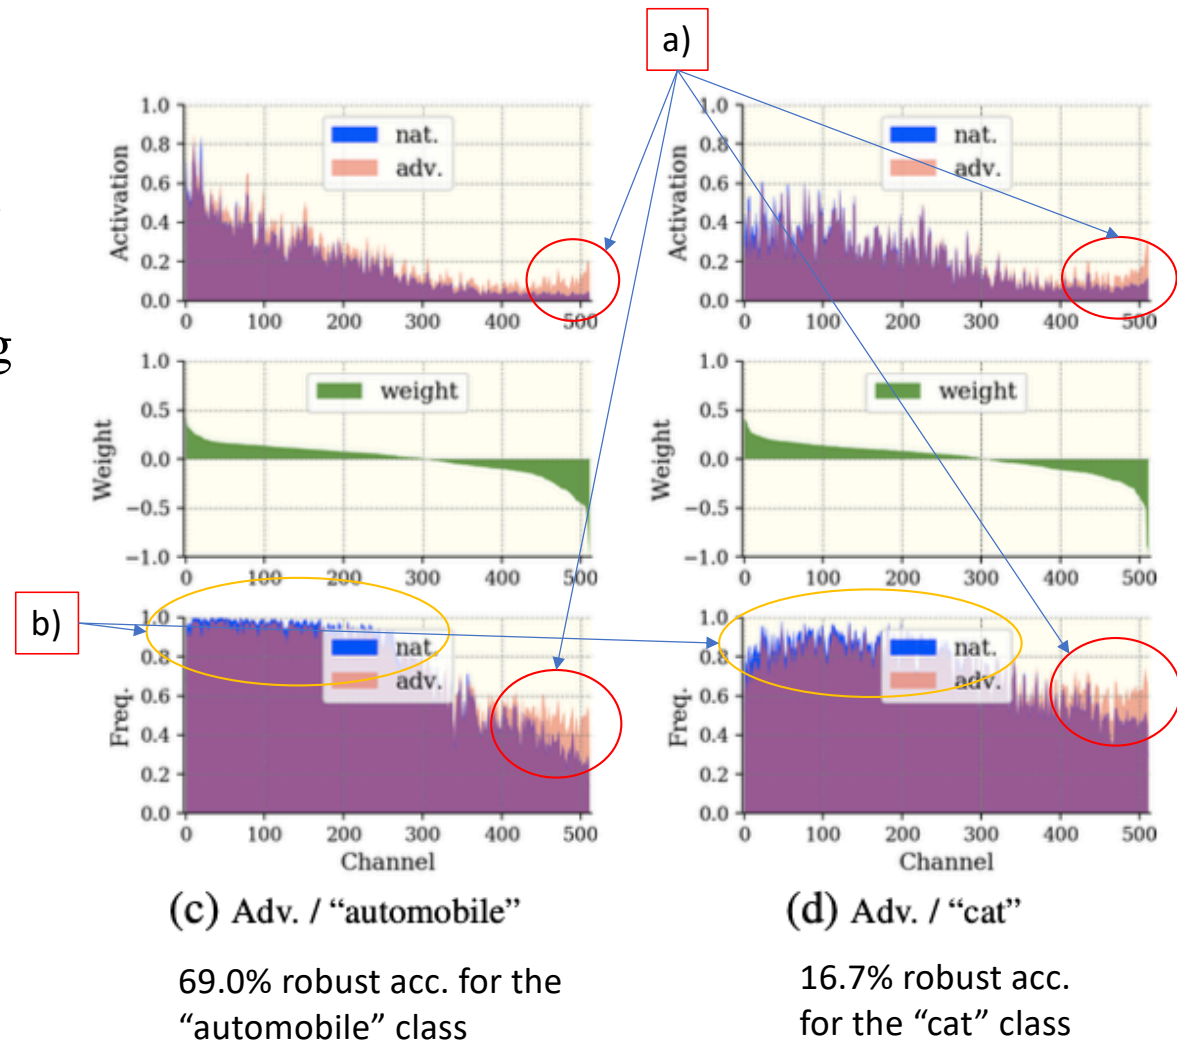 a)
1.0
0.8
0.6
0.4
0.2
0.0
Activation
nat.
adv.
0 100 200 300 400 500
1.0
0.8
0.6
0.4
0.2
0.0
Activation
nat.
adv.
0 100 200 300 400 500
g
1.0
0.5
0.0
−0.5
−1.0
Weight
weight
0 100 200 300 400 500
1.0
0.5
0.0
−0.5
−1.0
Weight
weight
0 100 200 300 400 500
b)
1.0
0.8
0.6
0.4
0.2
0.0
Freq.
nat.
adv.
0 100 200 300 400 500
Channel
1.0
0.8
0.6
0.4
0.2
0.0
Freq.
nat.
adv.
0 100 200 300 400 500
Channel
(c) Adv. / “automobile”
(d) Adv. / “cat”
69.0% robust acc. for the
“automobile” class
16.7% robust acc.
for the “cat” class